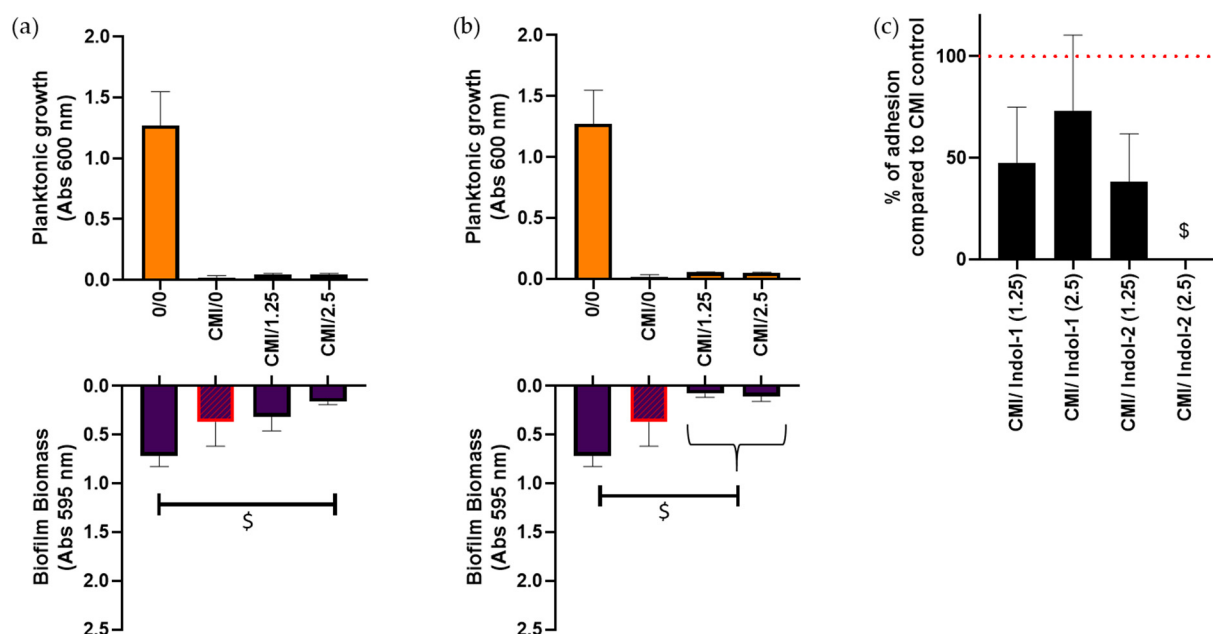 (a)
Planktonic growth
(Abs 600 nm)
2.0
1.5
1.0
0.5
0.0
0/0
CMI/0
CMI/1.25
CMI/2.5
Biofilm Biomass
(Abs 595 nm)
0.0
0.5
1.0
1.5
2.0
2.5
$
(b)
Planktonic growth
(Abs 600 nm)
2.0
1.5
1.0
0.5
0.0
0/0
CMI/0
CMI/1.25
CMI/2.5
Biofilm Biomass
(Abs 595 nm)
0.0
0.5
1.0
1.5
2.0
2.5
$
(c)
% of adhesion
compared to CMI control
100
50
0
$
CMI/ Indol-1 (1.25)
CMI/ Indol-1 (2.5)
CMI/ Indol-2 (1.25)
CMI/ Indol-2 (2.5)